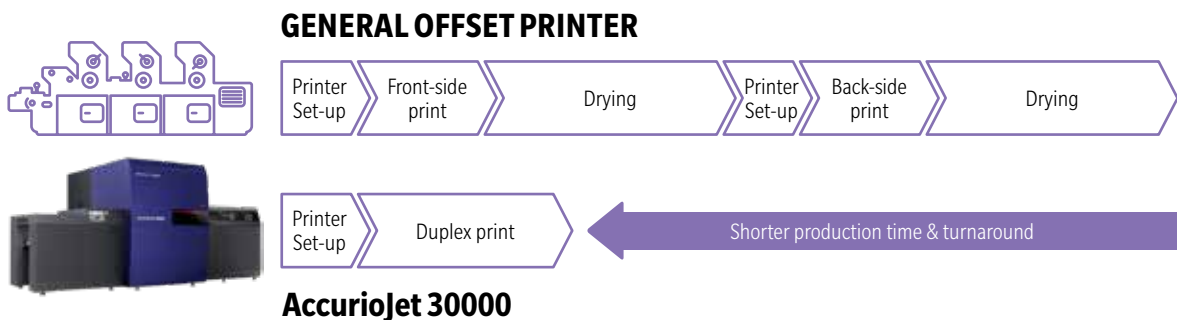 GENERAL OFFSET PRINTER
Printer
Set-up
Front-side
print
Drying
Printer
Set-up
Back-side
print
Drying
Printer
Set-up
Duplex print
Shorter production time & turnaround
AccurioJet 30000